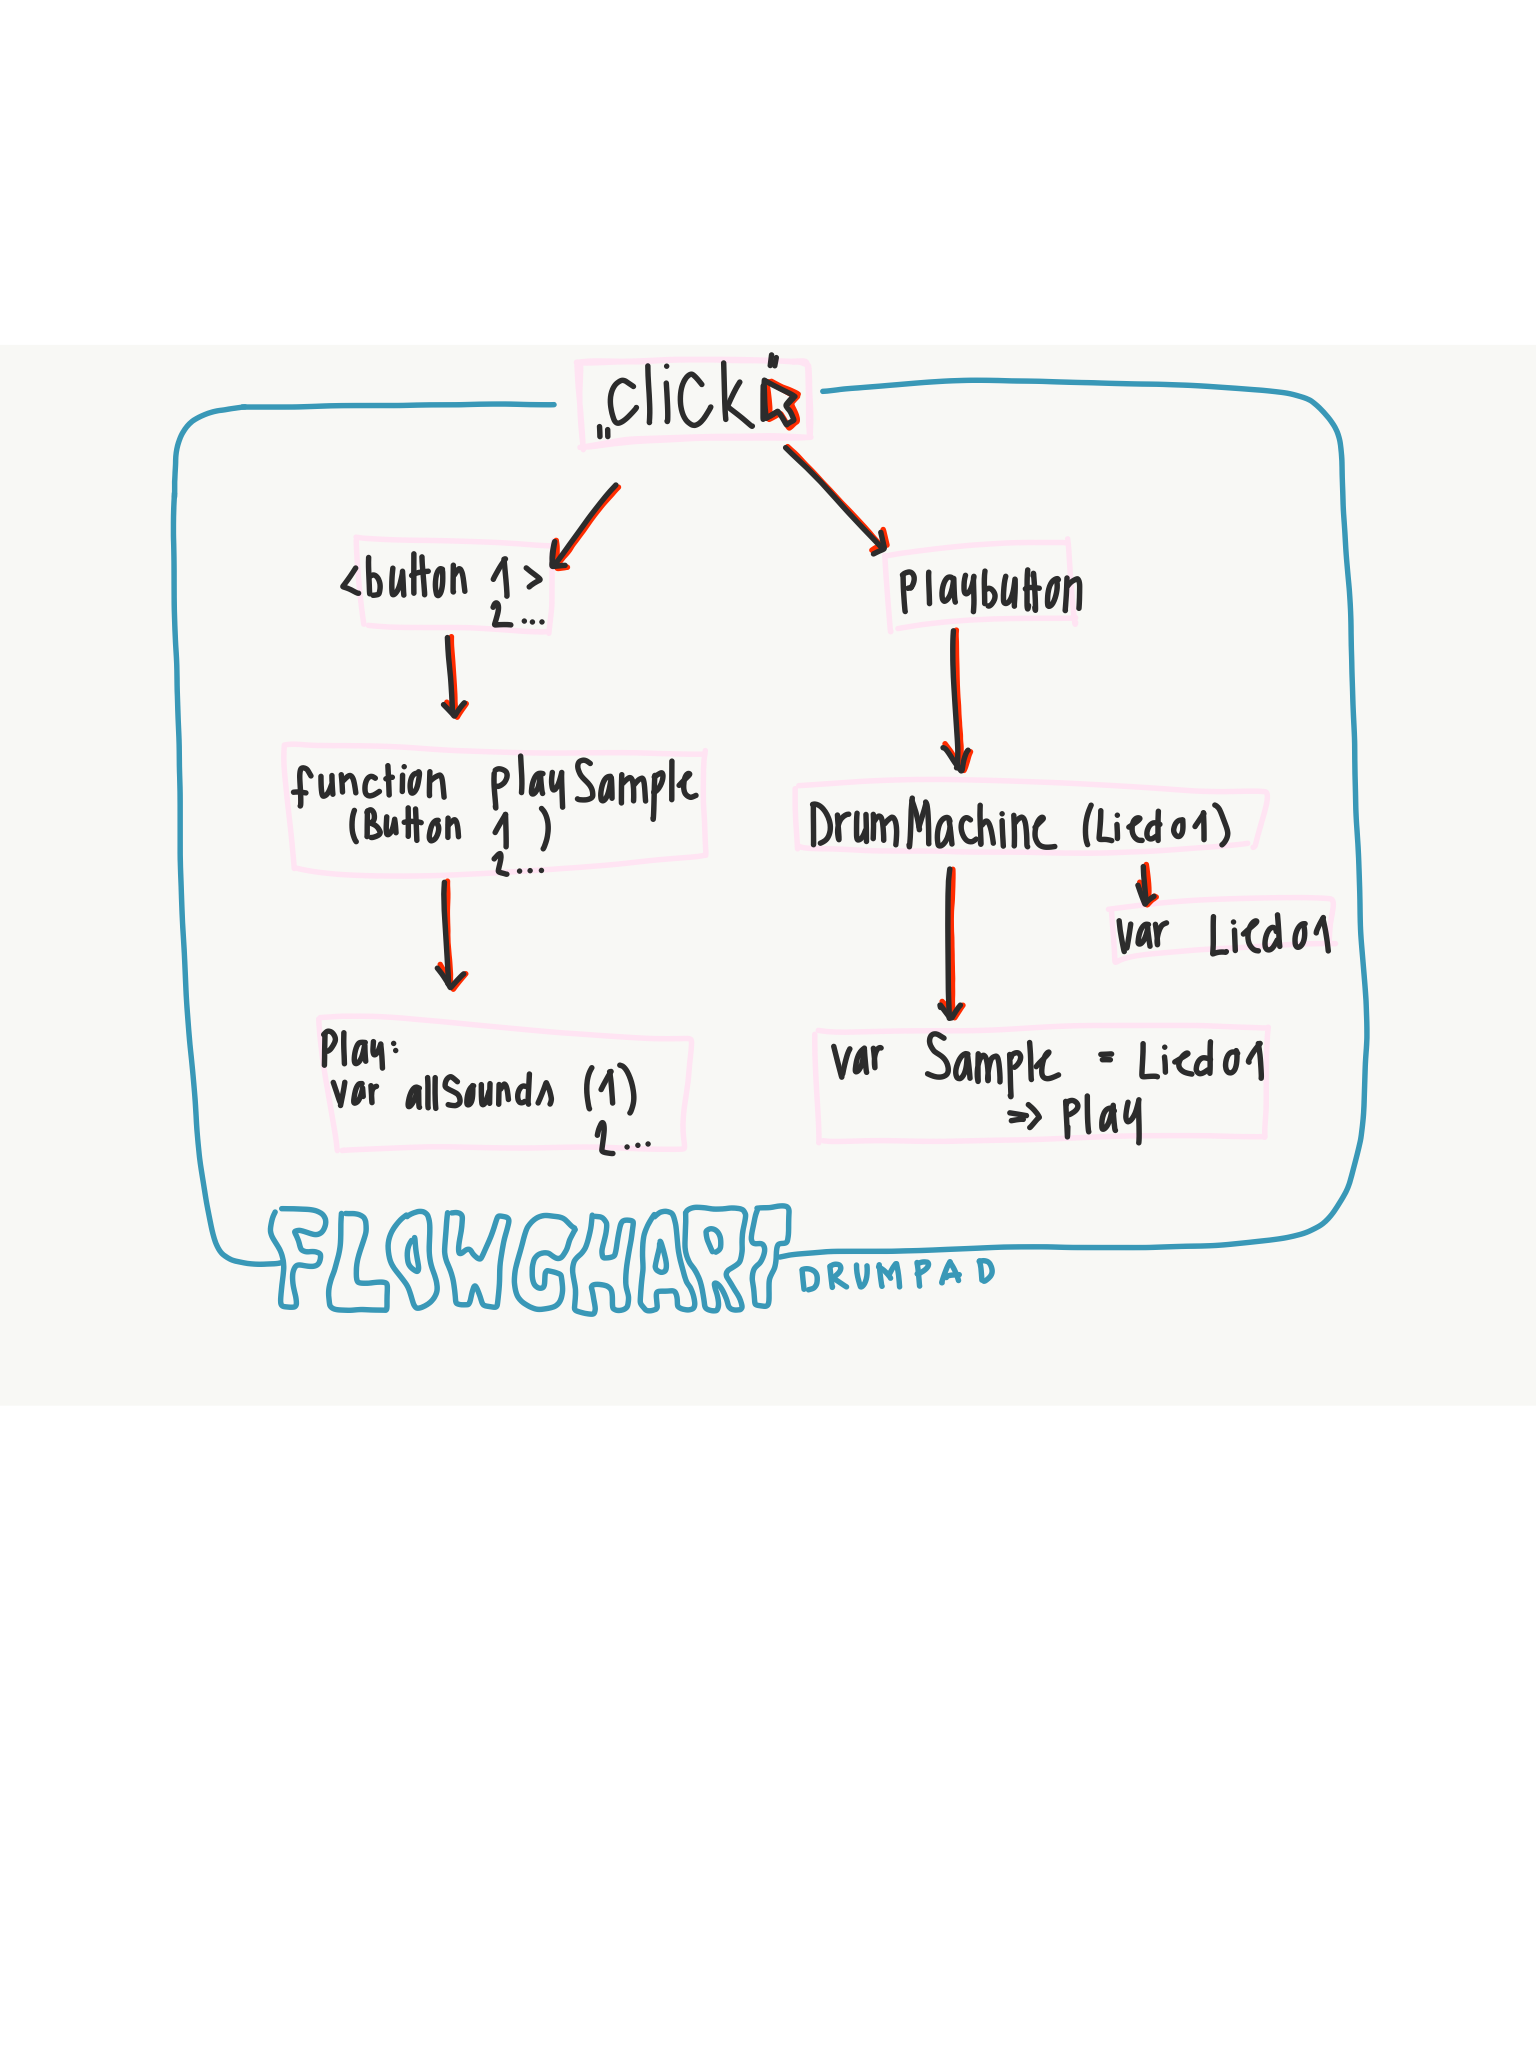 „click"
<button 1>
2...
Playbutton
function playSample
(Button 1)
2...
DrumMachine (Lied01)
var Lied01
Play:
var allSounds (1)
2...
var Sample = Lied01
=> Play
FLOWCHART DRUMPAD